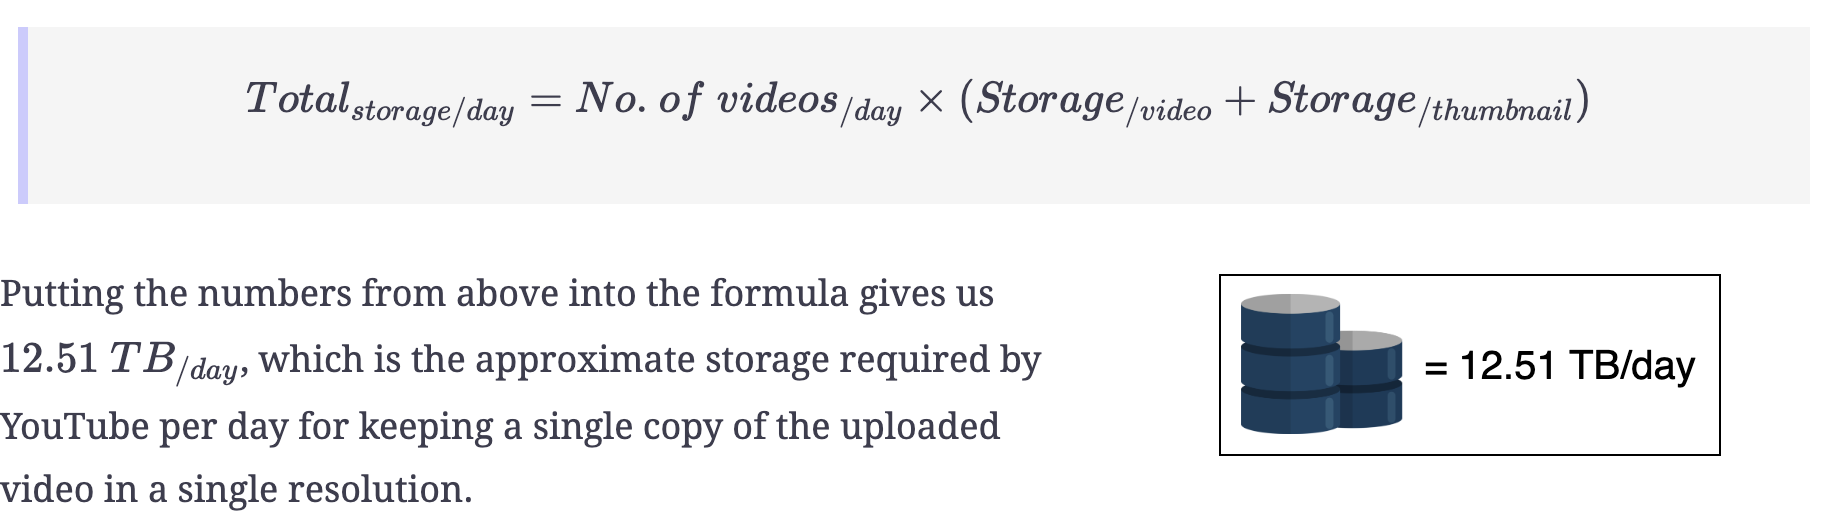 Total_{storage/day} = No. of videos_{/day} × (Storage_{/video} + Storage_{/thumbnail})
Putting the numbers from above into the formula gives us
12.51 TB_{/day}, which is the approximate storage required by
YouTube per day for keeping a single copy of the uploaded
video in a single resolution.
= 12.51 TB/day